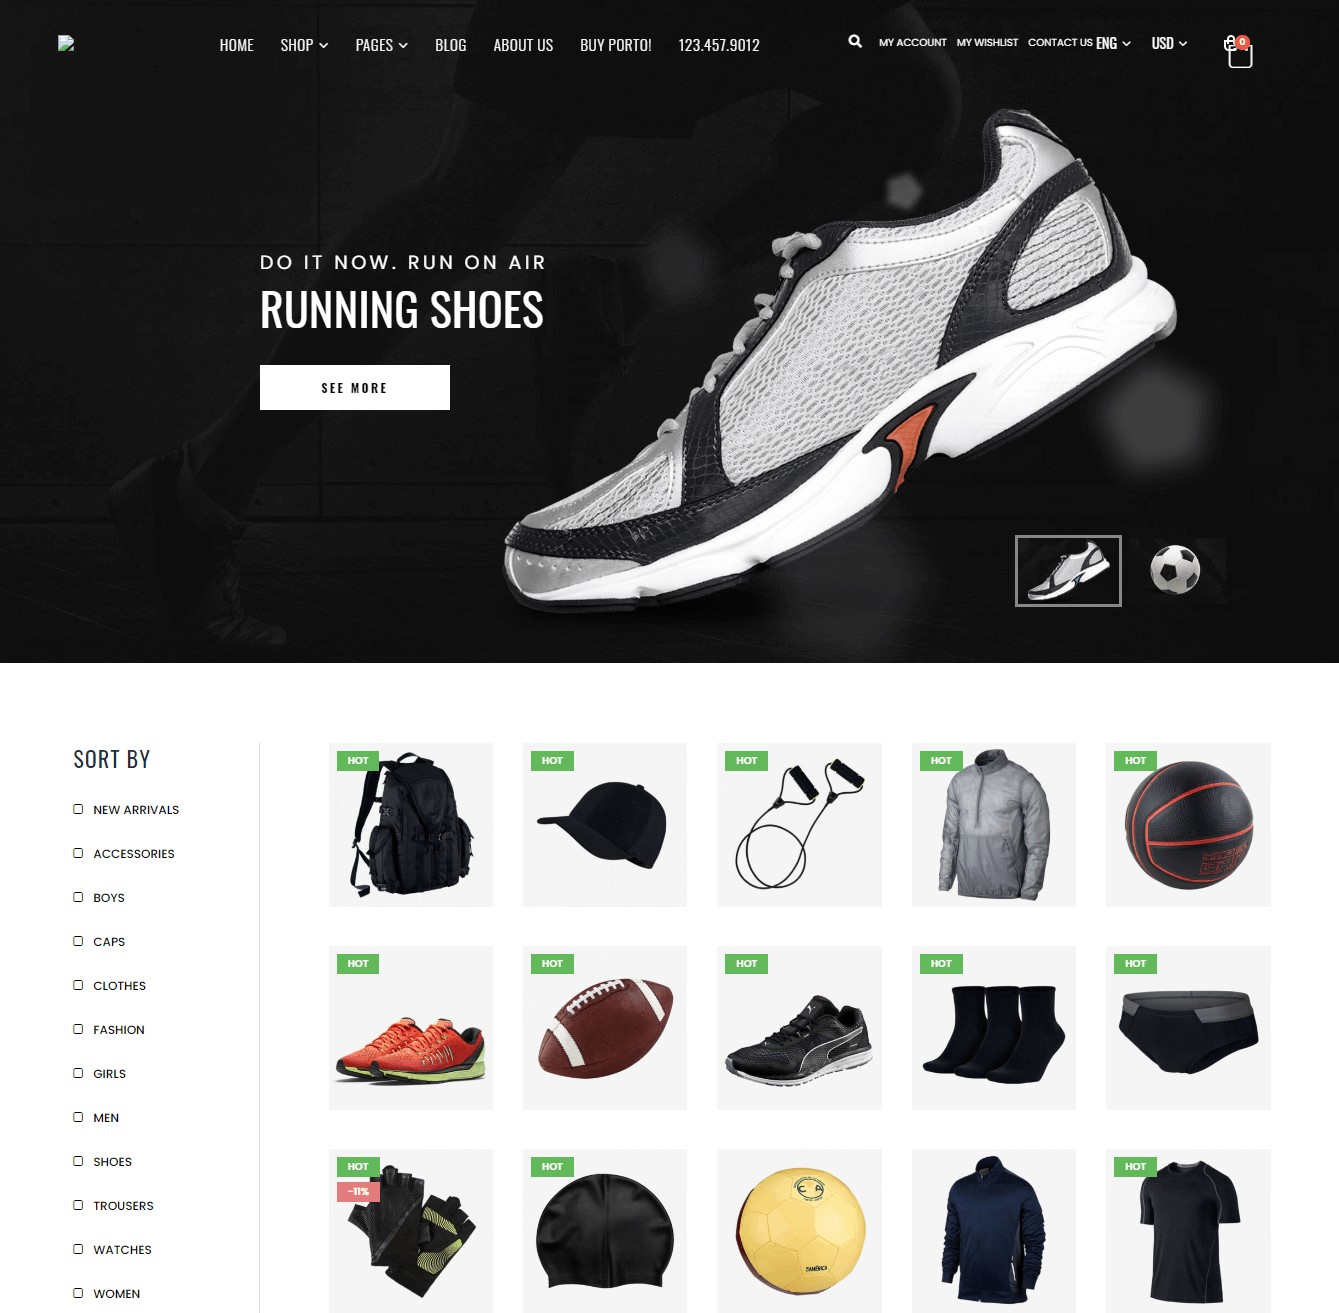 HOME SHOP PAGES BLOG ABOUT US BUY PORTO! 123.457.9012 MY ACCOUNT MY WISHLIST CONTACT US ENG USD 0
DO IT NOW. RUN ON AIR
RUNNING SHOES
SEE MORE
SORT BY
NEW ARRIVALS
ACCESSORIES
BOYS
CAPS
CLOTHES
FASHION
GIRLS
MEN
SHOES
TROUSERS
WATCHES
WOMEN
HOT HOT HOT HOT HOT
HOT HOT HOT HOT HOT
HOT HOT HOT
-11%
CA